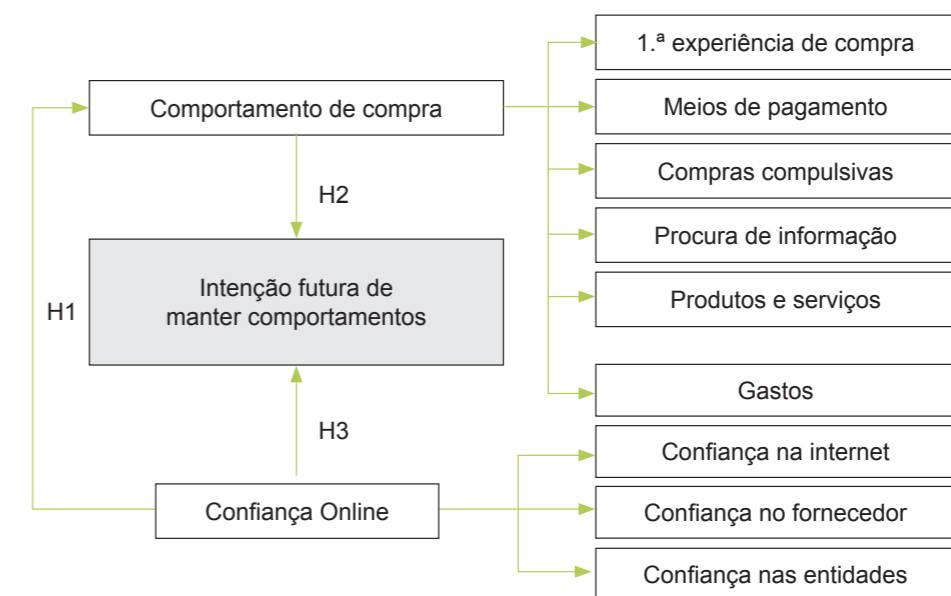 1.ª experiência de compra
Comportamento de compra
Meios de pagamento
Compras compulsivas
H2
Procura de informação
Intenção futura de
manter comportamentos
Produtos e serviços
H1
Gastos
H3
Confiança na internet
Confiança Online
Confiança no fornecedor
Confiança nas entidades